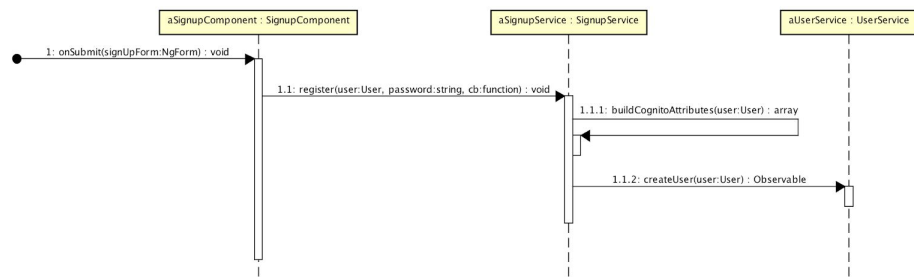 aSignupComponent : SignupComponent
aSignupService : SignupService
aUserService : UserService
1: onSubmit(signUpForm:NgForm) : void
1.1: register(user:User, password:string, cb:function) : void
1.1.1: buildCognitoAttributes(user:User) : array
1.1.2: createUser(user:User) : Observable